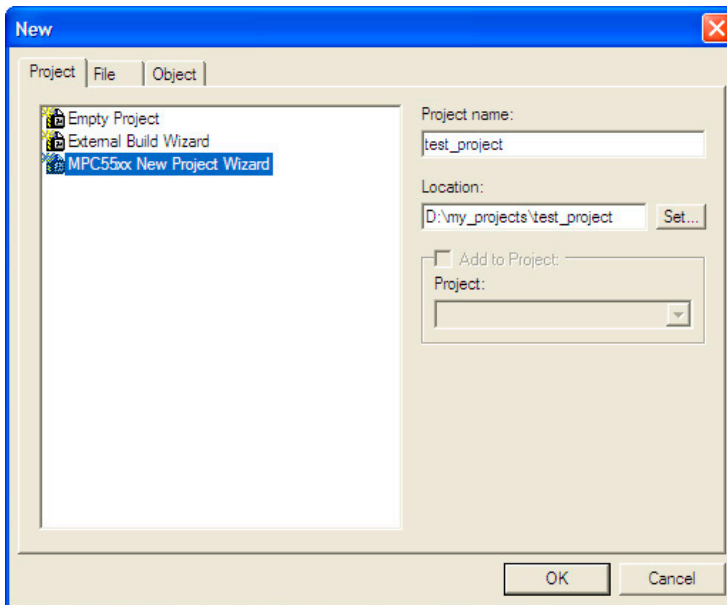 New
Project File Object
Empty Project
External Build Wizard
MPC55xx New Project Wizard
Project name:
test_project
Location:
D:\my_projects\test_project Set...
Add to Project:
Project:
OK Cancel